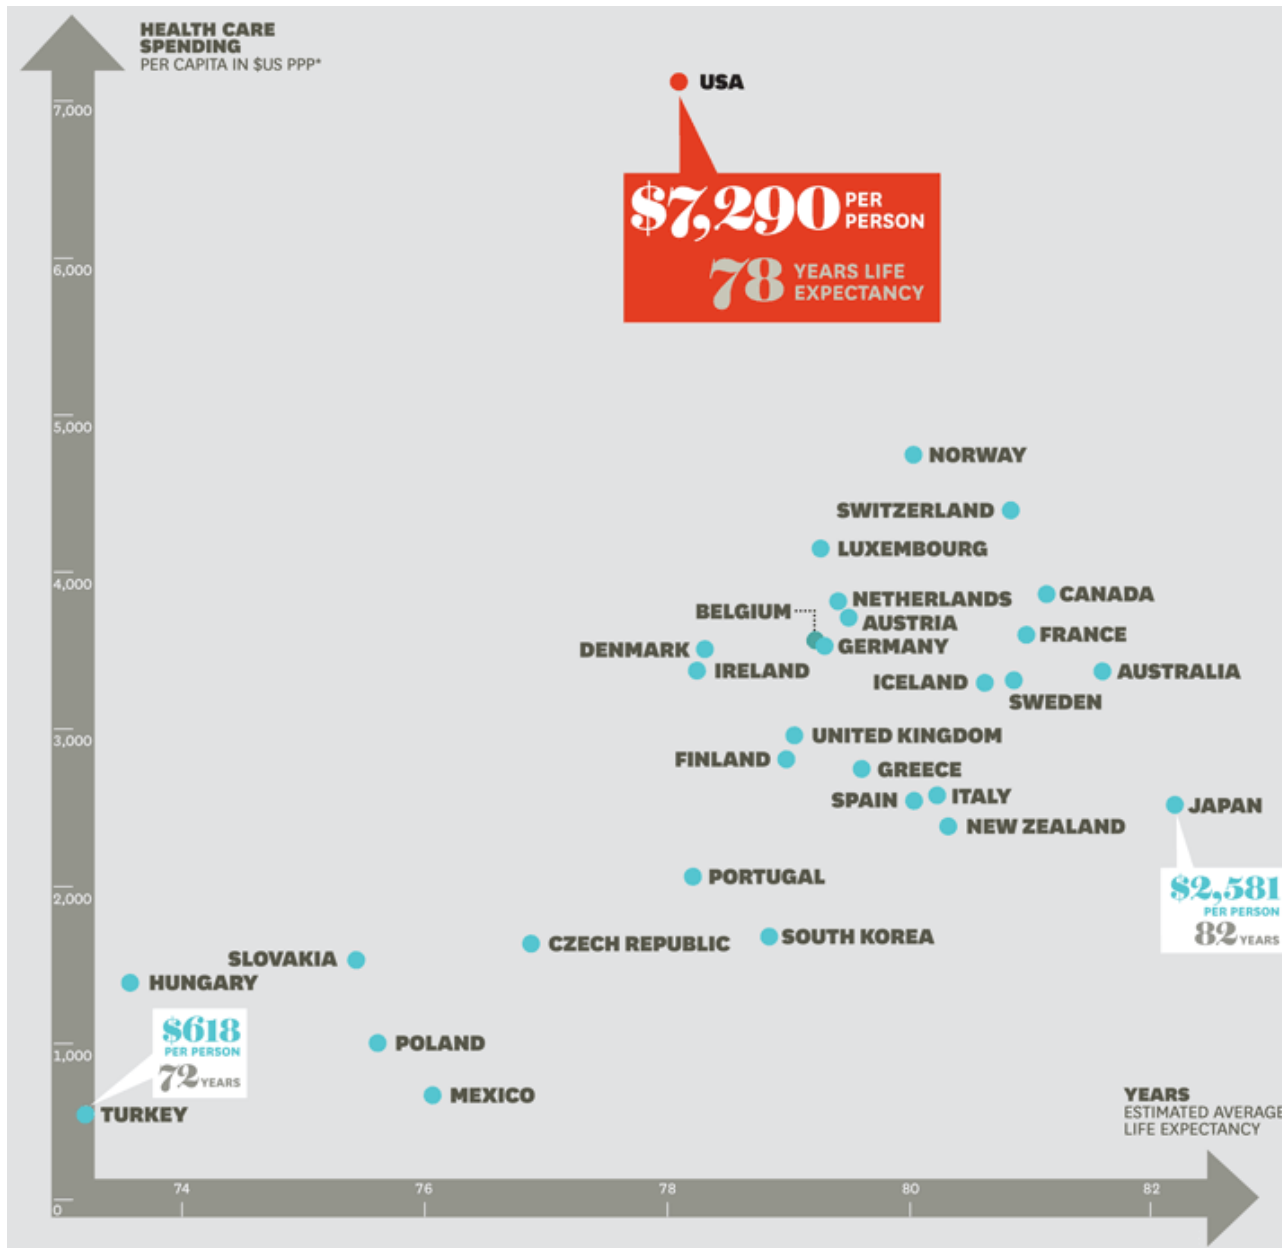 HEALTH CARE
SPENDING
PER CAPITA IN $US PPP*
7,000
USA
$7,290 PER
PERSON
78 YEARS LIFE
EXPECTANCY
6,000
5,000
NORWAY
SWITZERLAND
LUXEMBOURG
4,000
CANADA
NETHERLANDS
BELGIUM
AUSTRIA
FRANCE
GERMANY
DENMARK
IRELAND
AUSTRALIA
ICELAND
SWEDEN
3,000
UNITED KINGDOM
FINLAND
GREECE
ITALY
SPAIN
JAPAN
NEW ZEALAND
$2,581
PER PERSON
82 YEARS
PORTUGAL
2,000
SOUTH KOREA
CZECH REPUBLIC
SLOVAKIA
HUNGARY
$618
PER PERSON
72 YEARS
POLAND
1,000
MEXICO
TURKEY
YEARS
ESTIMATED AVERAGE
LIFE EXPECTANCY
74 76 78 80 82
0